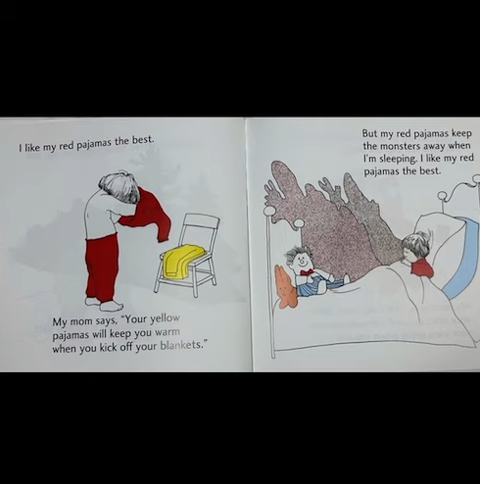 I like my red pajamas the best.
My mom says, “Your yellow
pajamas will keep you warm
when you kick off your blankets.”
But my red pajamas keep
the monsters away when
I'm sleeping. I like my red
pajamas the best.